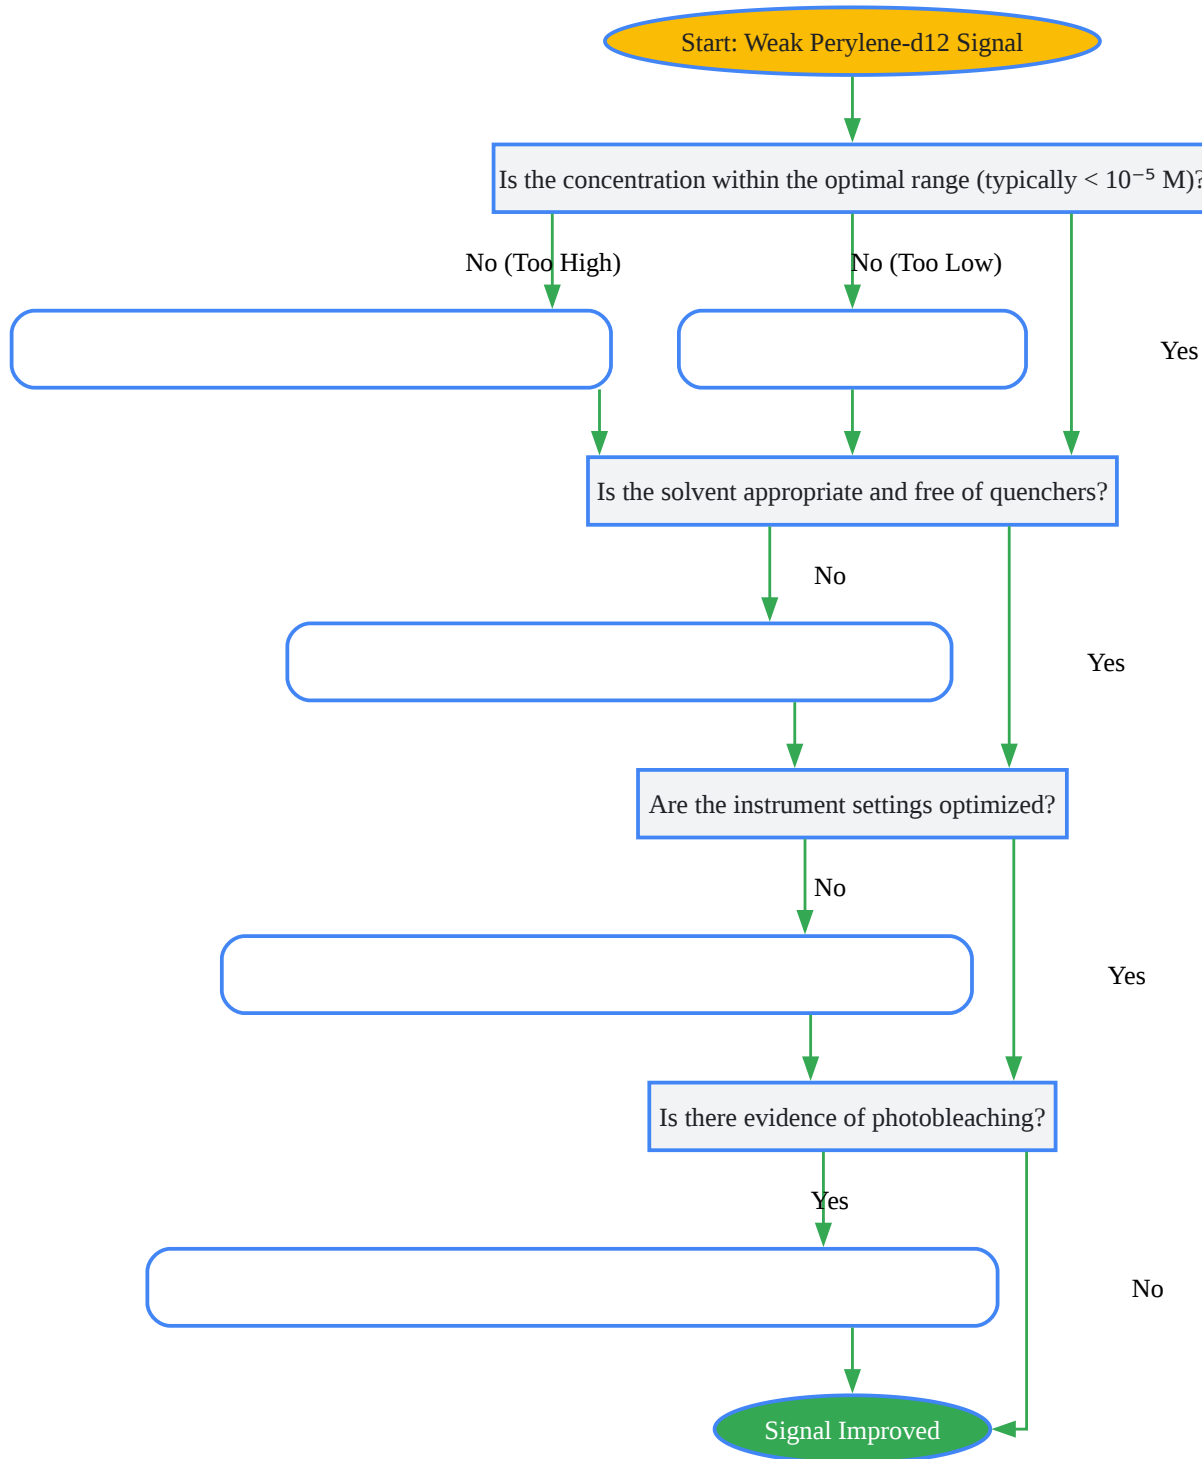 Start: Weak Perylene-d12 Signal
Is the concentration within the optimal range (typically < 10⁻⁵ M)?
No (Too High)
No (Too Low)
Yes
Is the solvent appropriate and free of quenchers?
No
Yes
Are the instrument settings optimized?
No
Yes
Is there evidence of photobleaching?
Yes
No
Signal Improved